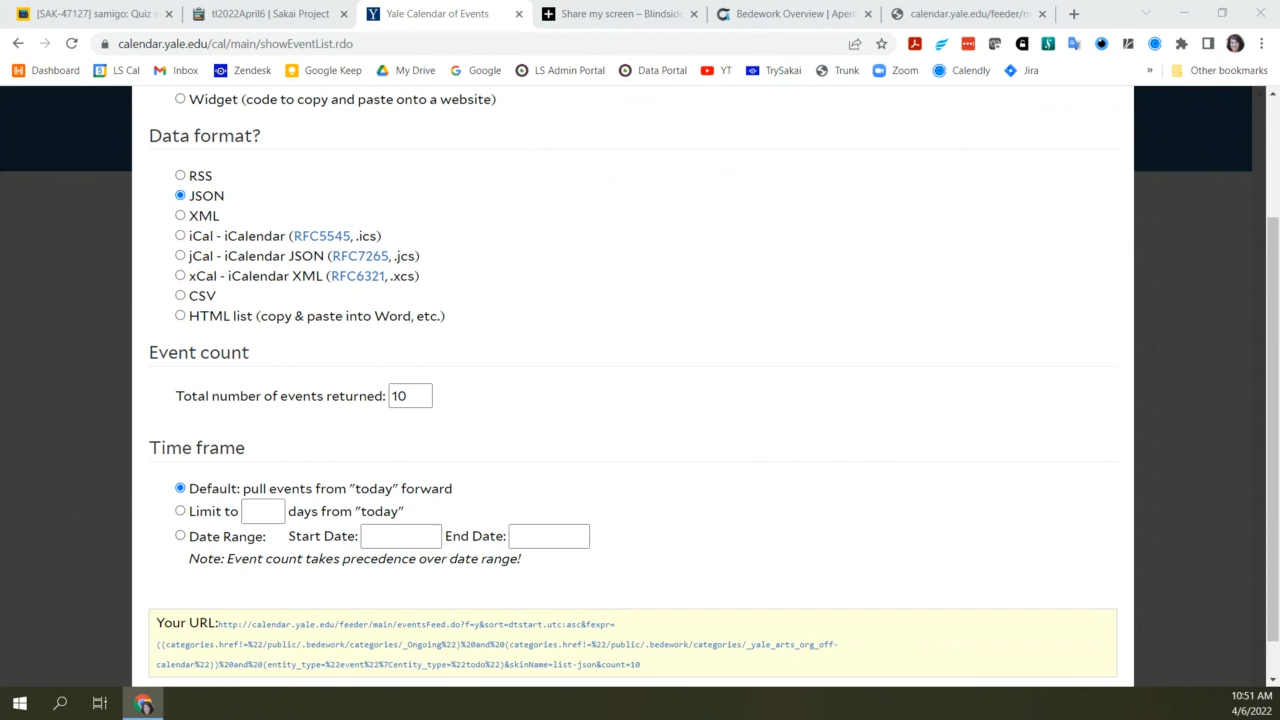 [SAK-47127] samigo: Quiz e
tl2022April6 | Sakai Project
Yale Calendar of Events
Share my screen – Blindside
Bedework Overview | Apere
calendar.yale.edu/feeder/m
calendar.yale.edu/cal/main/showEventList.rdo
Dashboard
LS Cal
Inbox
Zendesk
Google Keep
My Drive
Google
LS Admin Portal
Data Portal
YT
TrySakai
Trunk
Zoom
Calendly
Jira
»
Other bookmarks
Widget (code to copy and paste onto a website)
Data format?
RSS
JSON
XML
iCal - iCalendar (RFC5545, .ics)
jCal - iCalendar JSON (RFC7265, .jcs)
xCal - iCalendar XML (RFC6321, .xcs)
CSV
HTML list (copy & paste into Word, etc.)
Event count
Total number of events returned: 10
Time frame
Default: pull events from "today" forward
Limit to days from "today"
Date Range: Start Date: End Date:
Note: Event count takes precedence over date range!
Your URL:http://calendar.yale.edu/feeder/main/eventsFeed.do?f=y&sort=dtstart.utc:asc&fexpr=
((categories.href!=%22/public/.bedework/categories/_Ongoing%22)%20and%20(categories.href!=%22/public/.bedework/categories/_yale_arts_org_off-
calendar%22))%20and%20(entity_type=%22event%22%7Centity_type=%22todo%22)&skinName=list-json&count=10
10:51 AM
4/6/2022